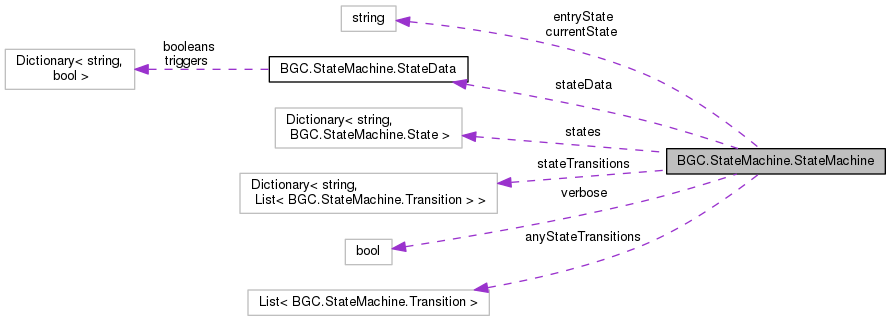 string
entryState
currentState
Dictionary< string,
bool >
booleans
triggers
BGC.StateMachine.StateData
stateData
Dictionary< string,
BGC.StateMachine.State >
states
BGC.StateMachine.StateMachine
stateTransitions
Dictionary< string,
List< BGC.StateMachine.Transition > >
verbose
bool
anyStateTransitions
List< BGC.StateMachine.Transition >